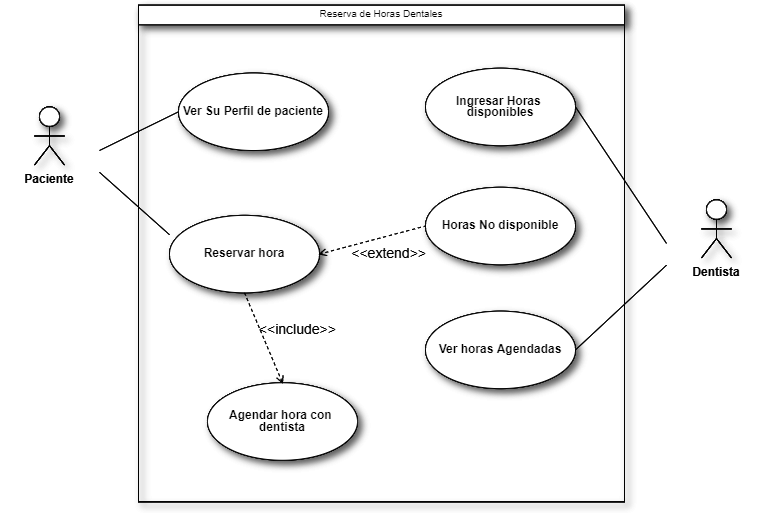 Reserva de Horas Dentales
Ver Su Perfil de paciente
Ingresar Horas
disponibles
Paciente
Horas No disponible
Reservar hora
<<extend>>
Dentista
<<include>>
Ver horas Agendadas
Agendar hora con
dentista